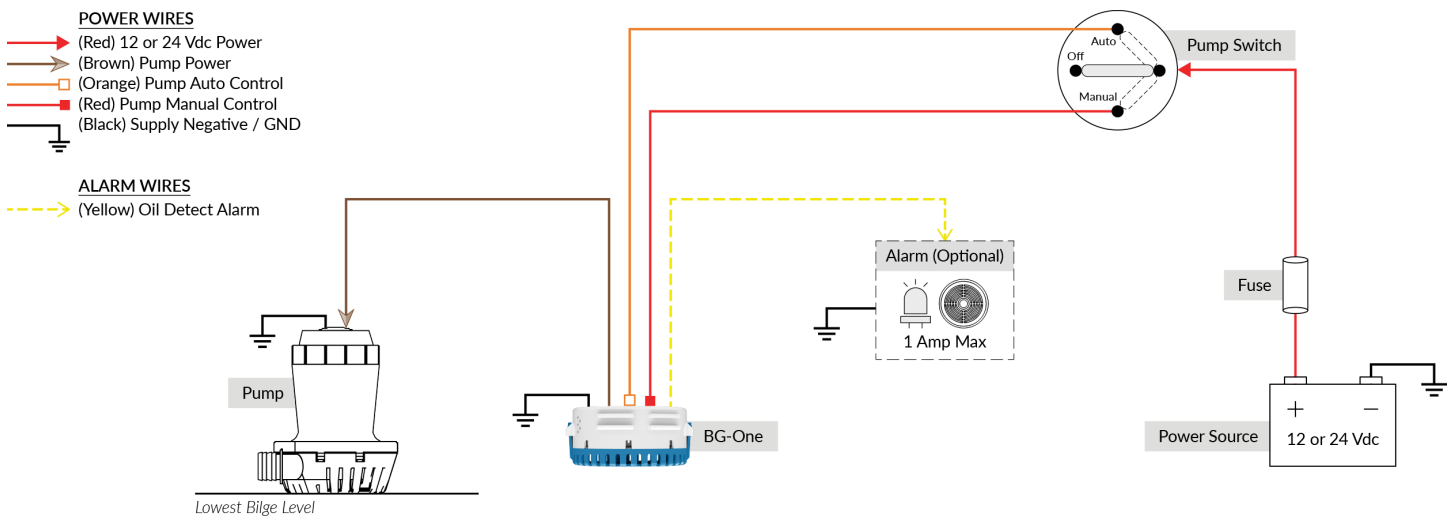 POWER WIRES
(Red) 12 or 24 Vdc Power
(Brown) Pump Power
(Orange) Pump Auto Control
(Red) Pump Manual Control
(Black) Supply Negative / GND
ALARM WIRES
(Yellow) Oil Detect Alarm
Auto
Off
Manual
Pump Switch
Alarm (Optional)
1 Amp Max
Fuse
Pump
BG-One
Power Source
+ −
12 or 24 Vdc
Lowest Bilge Level